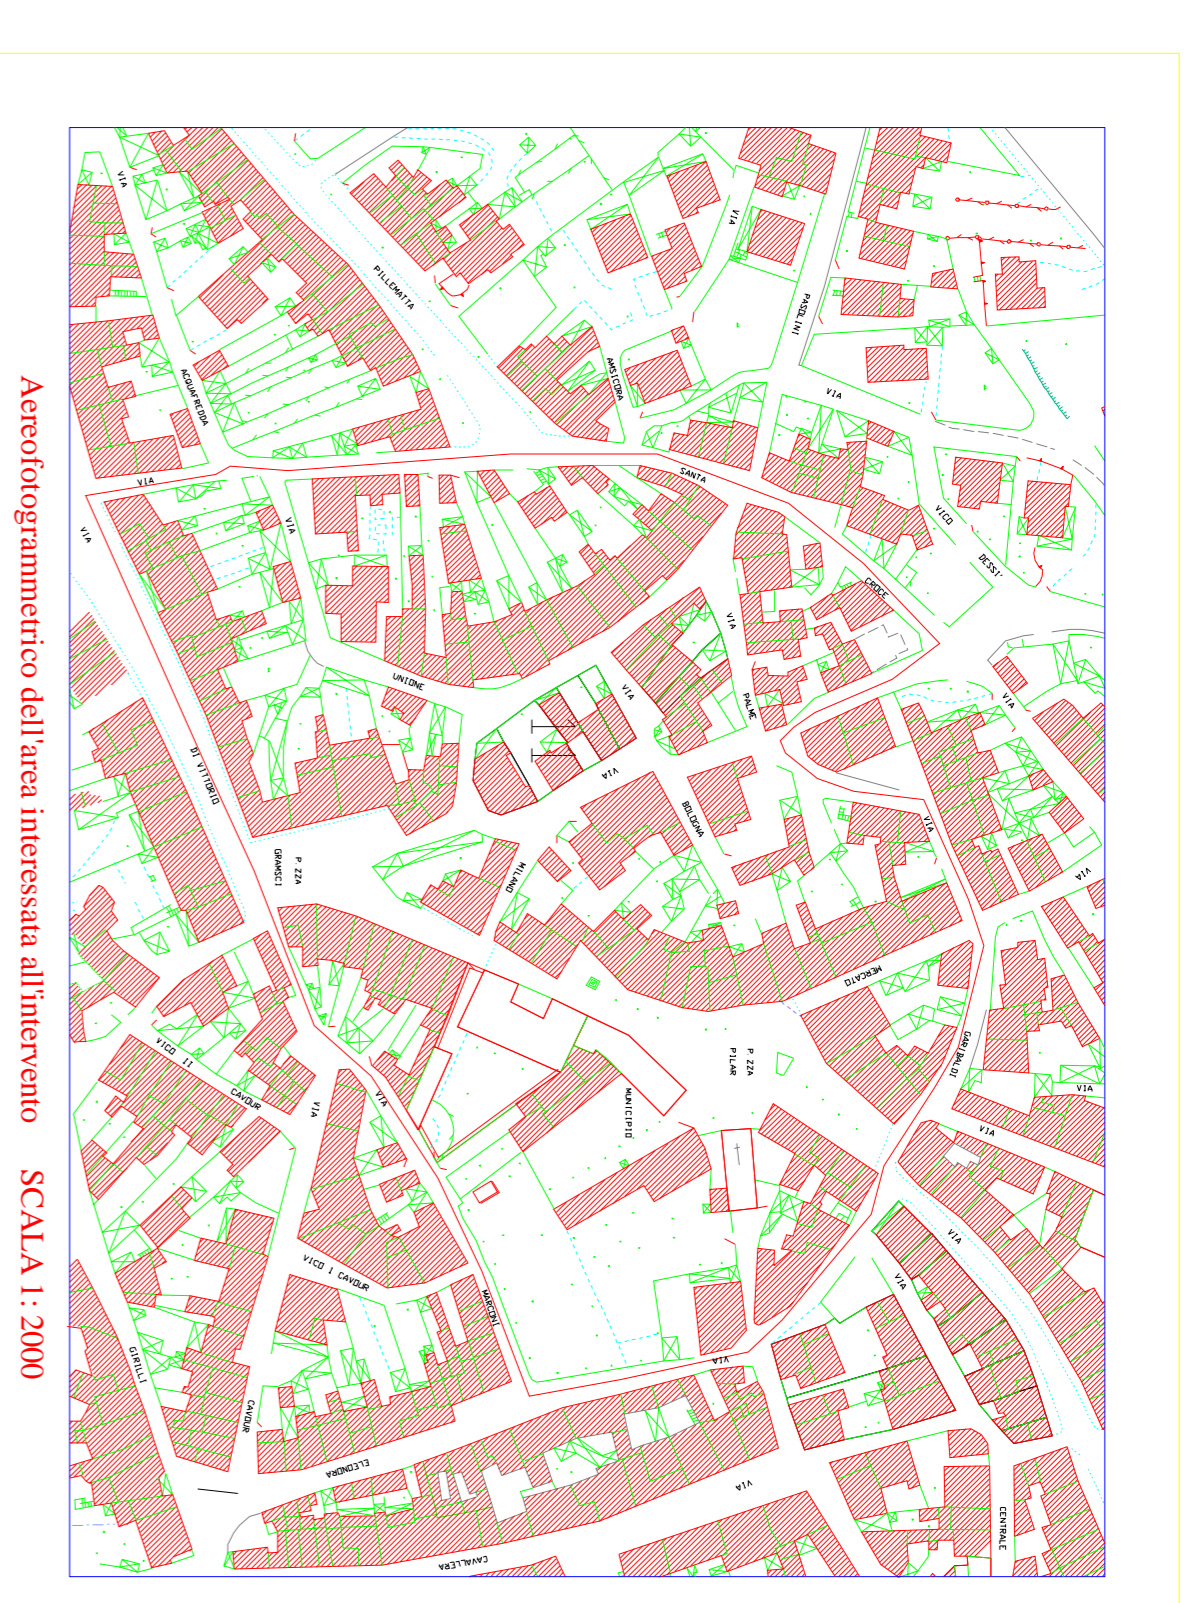 Aereofotogrammetrico dell'area interessata all'intervento SCALA 1: 2000
VIA
ACQUAFREDDA
PILLEMATTA
VIA
AMSICORA
PASOLINI
VIA
VIA
SANTA
CROCE
VICO
DESSI'
VIA
VIA
VIA
UNIONE
VIA
PALME
VIA
VIA
BOLOGNA
MILANO
DI VITTORIO
P.ZZA
GRAMSCI
VIA
VIA
VIA
MERCATO
GARIBALDI
VIA
VIA
P.ZZA
PILAR
MUNICIPIO
VICO II
CAVOUR
VIA
VIA
VICO I CAVOUR
MARCONI
VIA
VIA
VIA
GIRILLI
CAVOUR
ELEONORA
VIA
CENTRALE
CAVALLERA